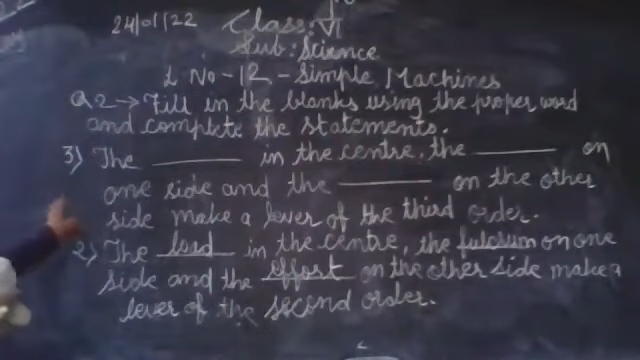 24/01/22 Class: VI
Sub: Science
L No-12 - Simple Machines
Q2→ Fill in the blanks using the proper word
and complete the statements.
3) The ________ in the centre, the ________ on
one side and the ________ on the other
side make a lever of the third order.
2) The load in the centre, the fulcrum on one
side and the effort on the other side make a
lever of the second order.